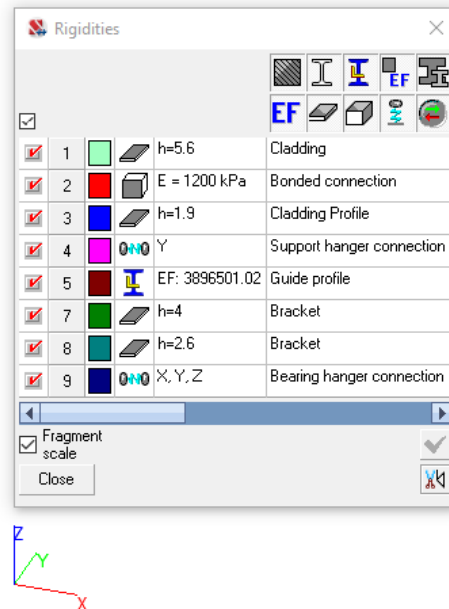 Rigidities
EF
EF
1 h=5.6 Cladding
2 E = 1200 kPa Bonded connection
3 h=1.9 Cladding Profile
4 Y Support hanger connection
5 EF: 3896501.02 Guide profile
7 h=4 Bracket
8 h=2.6 Bracket
9 X, Y, Z Bearing hanger connection
Fragment
scale
Close
Z
Y
X